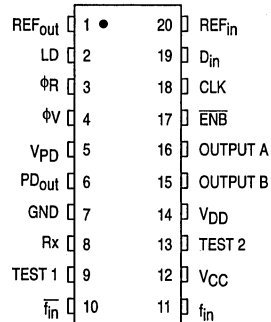 REFout 1 20 REFin
LD 2 19 Din
ϕR 3 18 CLK
ϕV 4 17 E̅N̅B̅
VPD 5 16 OUTPUT A
PDout 6 15 OUTPUT B
GND 7 14 VDD
Rx 8 13 TEST 2
TEST 1 9 12 VCC
f̅i̅n̅ 10 11 fin